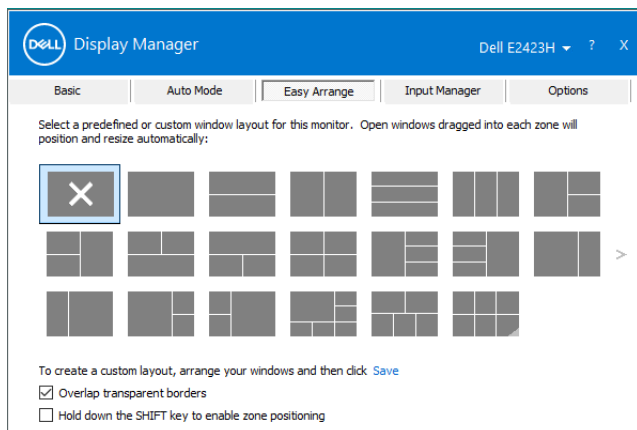 DELL Display Manager Dell E2423H ? X
Basic Auto Mode Easy Arrange Input Manager Options
Select a predefined or custom window layout for this monitor. Open windows dragged into each zone will
position and resize automatically:
To create a custom layout, arrange your windows and then click Save
Overlap transparent borders
Hold down the SHIFT key to enable zone positioning